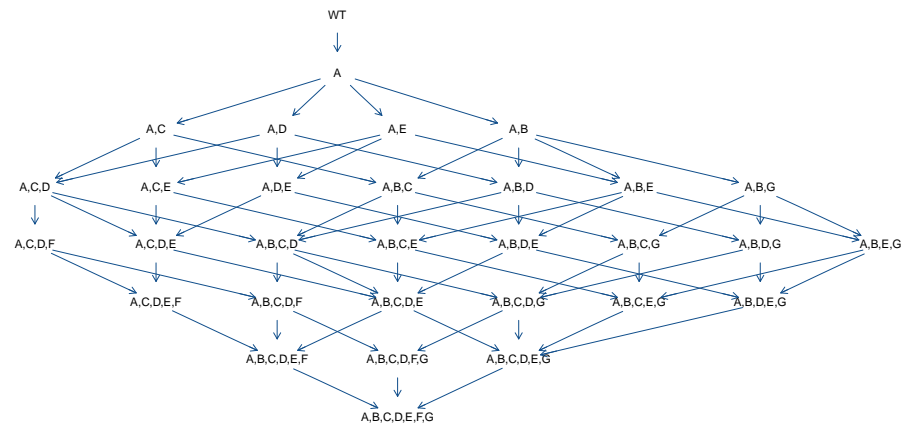 WT
A
A,C A,D A,E A,B
A,C,D A,C,E A,D,E A,B,C A,B,D A,B,E A,B,G
A,C,D,F A,C,D,E A,B,C,D A,B,C,E A,B,D,E A,B,C,G A,B,D,G A,B,E,G
A,C,D,E,F A,B,C,D,F A,B,C,D,E A,B,C,D,G A,B,C,E,G A,B,D,E,G
A,B,C,D,E,F A,B,C,D,F,G A,B,C,D,E,G
A,B,C,D,E,F,G